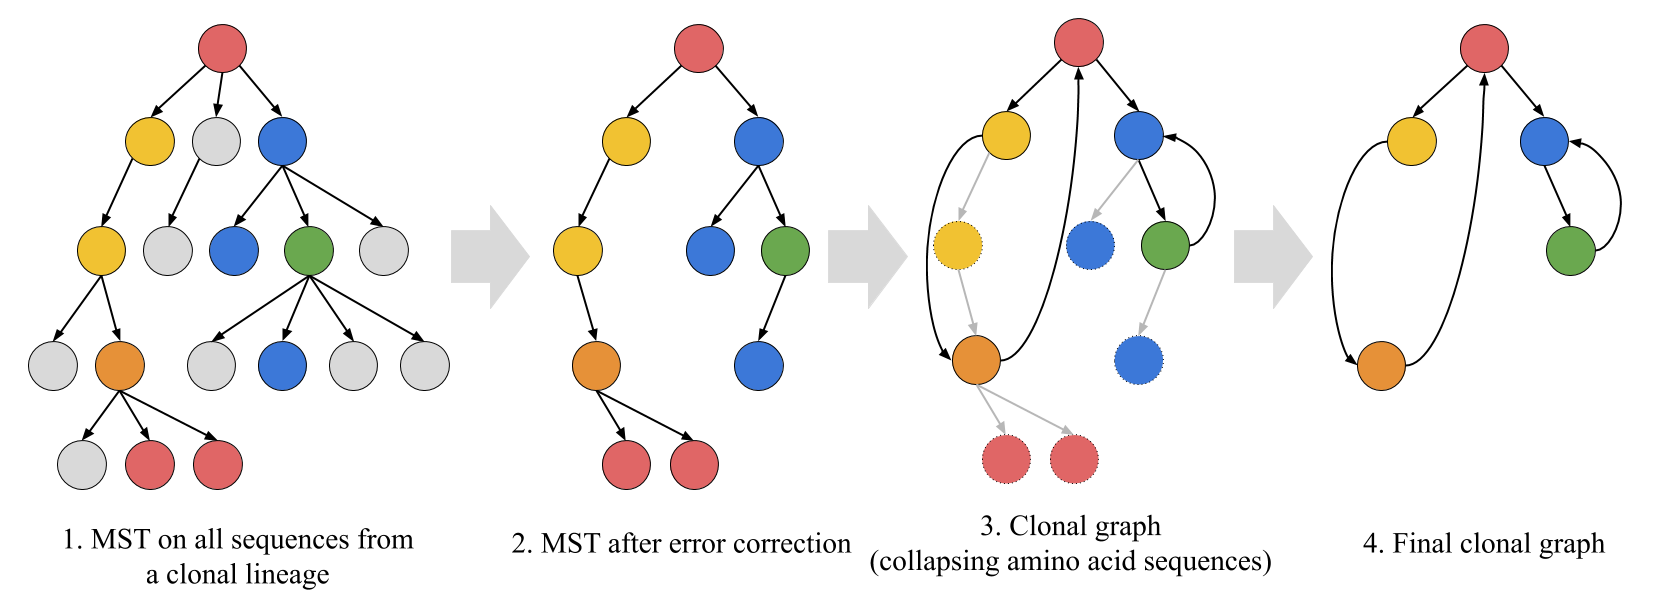 1. MST on all sequences from
a clonal lineage
2. MST after error correction
3. Clonal graph
(collapsing amino acid sequences)
4. Final clonal graph